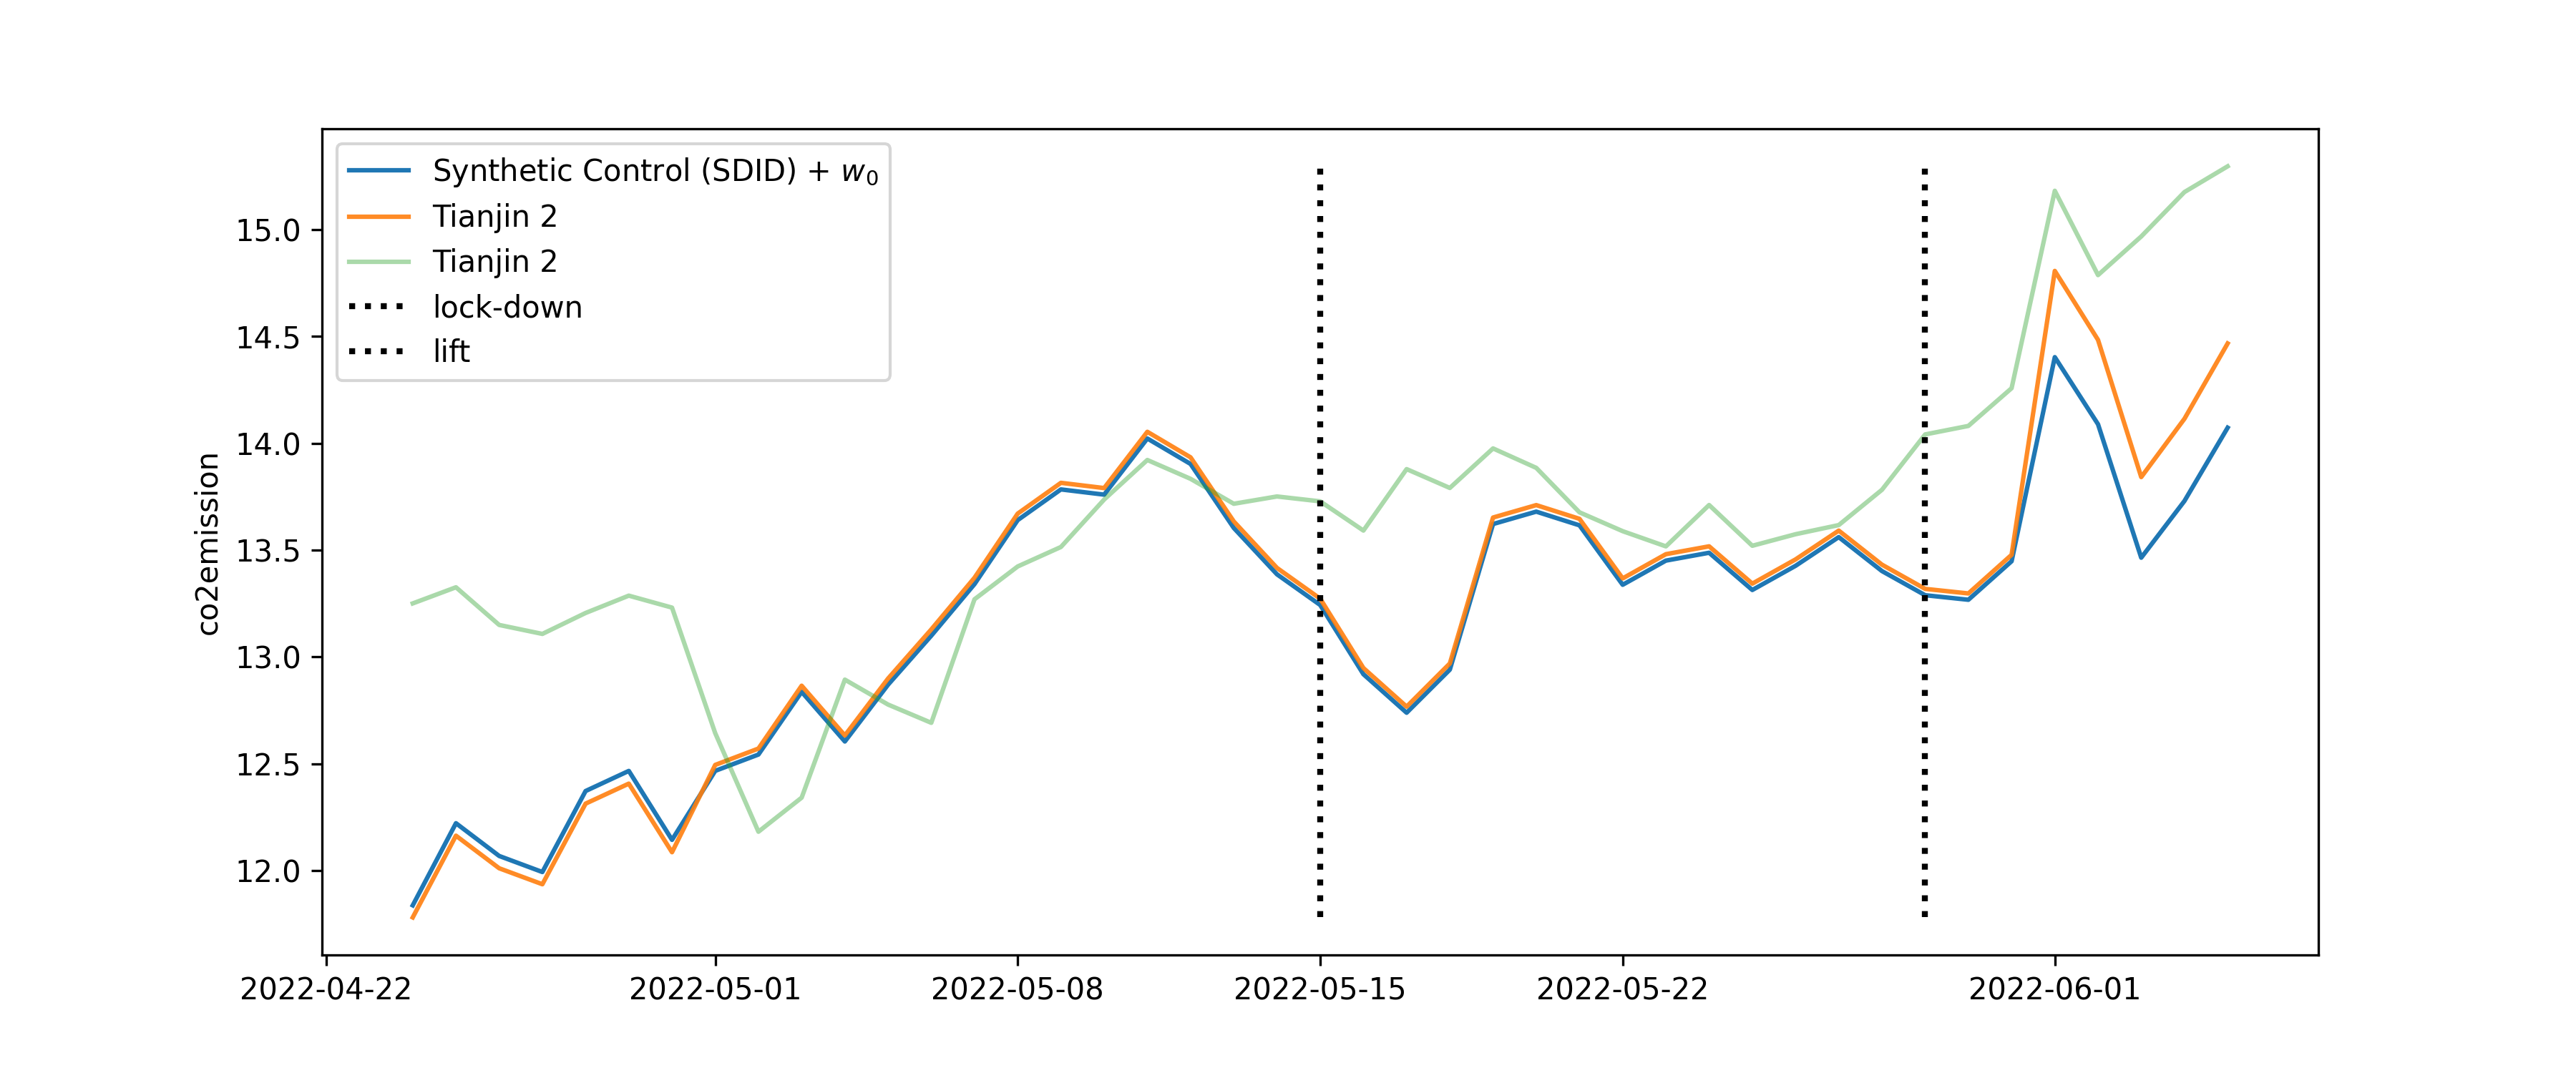 Synthetic Control (SDID) + w₀
Tianjin 2
Tianjin 2
lock-down
lift
co2emission
15.0
14.5
14.0
13.5
13.0
12.5
12.0
2022-04-22 2022-05-01 2022-05-08 2022-05-15 2022-05-22 2022-06-01